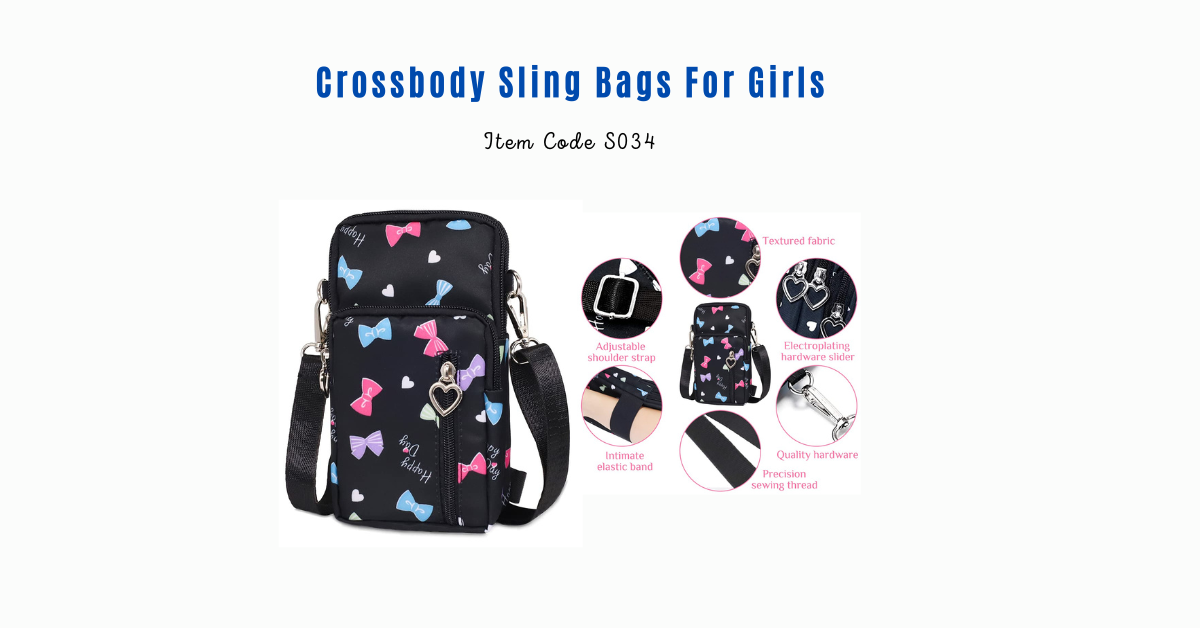 Crossbody Sling Bags For Girls
Item Code S034
Happy
Day
Happy
Day
Textured fabric
Adjustable
shoulder strap
Electroplating
hardware slider
Intimate
elastic band
Quality hardware
Precision
sewing thread